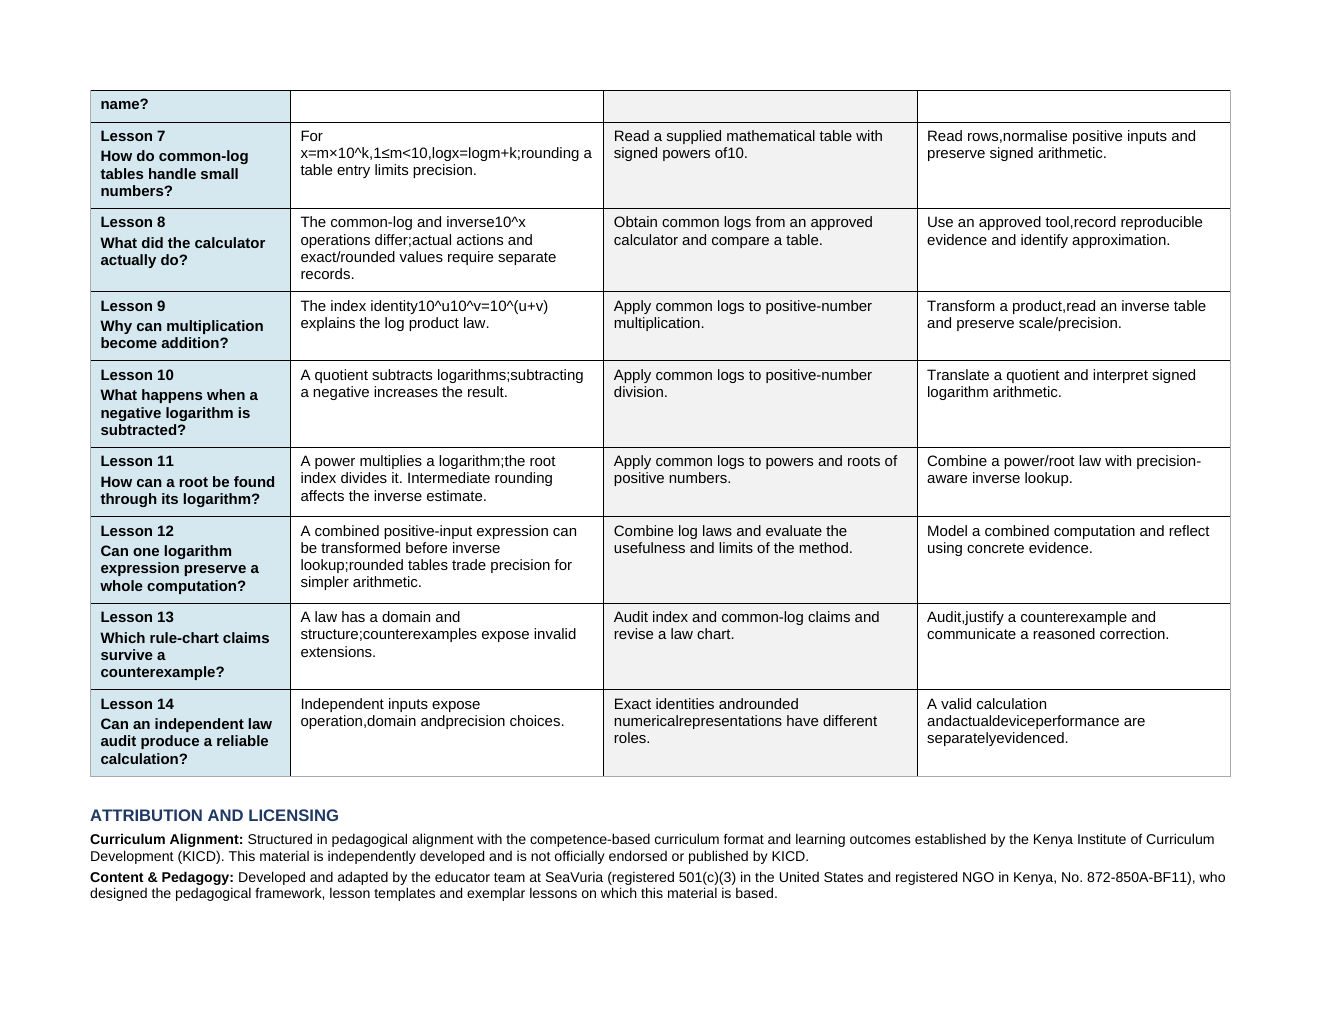 name?
Lesson 7
How do common-log
tables handle small
numbers?
For
x=m×10^k,1≤m<10,logx=logm+k;rounding a
table entry limits precision.
Read a supplied mathematical table with
signed powers of10.
Read rows,normalise positive inputs and
preserve signed arithmetic.
Lesson 8
What did the calculator
actually do?
The common-log and inverse10^x
operations differ;actual actions and
exact/rounded values require separate
records.
Obtain common logs from an approved
calculator and compare a table.
Use an approved tool,record reproducible
evidence and identify approximation.
Lesson 9
Why can multiplication
become addition?
The index identity10^u10^v=10^(u+v)
explains the log product law.
Apply common logs to positive-number
multiplication.
Transform a product,read an inverse table
and preserve scale/precision.
Lesson 10
What happens when a
negative logarithm is
subtracted?
A quotient subtracts logarithms;subtracting
a negative increases the result.
Apply common logs to positive-number
division.
Translate a quotient and interpret signed
logarithm arithmetic.
Lesson 11
How can a root be found
through its logarithm?
A power multiplies a logarithm;the root
index divides it. Intermediate rounding
affects the inverse estimate.
Apply common logs to powers and roots of
positive numbers.
Combine a power/root law with precision-
aware inverse lookup.
Lesson 12
Can one logarithm
expression preserve a
whole computation?
A combined positive-input expression can
be transformed before inverse
lookup;rounded tables trade precision for
simpler arithmetic.
Combine log laws and evaluate the
usefulness and limits of the method.
Model a combined computation and reflect
using concrete evidence.
Lesson 13
Which rule-chart claims
survive a
counterexample?
A law has a domain and
structure;counterexamples expose invalid
extensions.
Audit index and common-log claims and
revise a law chart.
Audit,justify a counterexample and
communicate a reasoned correction.
Lesson 14
Can an independent law
audit produce a reliable
calculation?
Independent inputs expose
operation,domain andprecision choices.
Exact identities androunded
numericalrepresentations have different
roles.
A valid calculation
andactualdeviceperformance are
separatelyevidenced.
ATTRIBUTION AND LICENSING
Curriculum Alignment: Structured in pedagogical alignment with the competence-based curriculum format and learning outcomes established by the Kenya Institute of Curriculum
Development (KICD). This material is independently developed and is not officially endorsed or published by KICD.
Content & Pedagogy: Developed and adapted by the educator team at SeaVuria (registered 501(c)(3) in the United States and registered NGO in Kenya, No. 872-850A-BF11), who
designed the pedagogical framework, lesson templates and exemplar lessons on which this material is based.